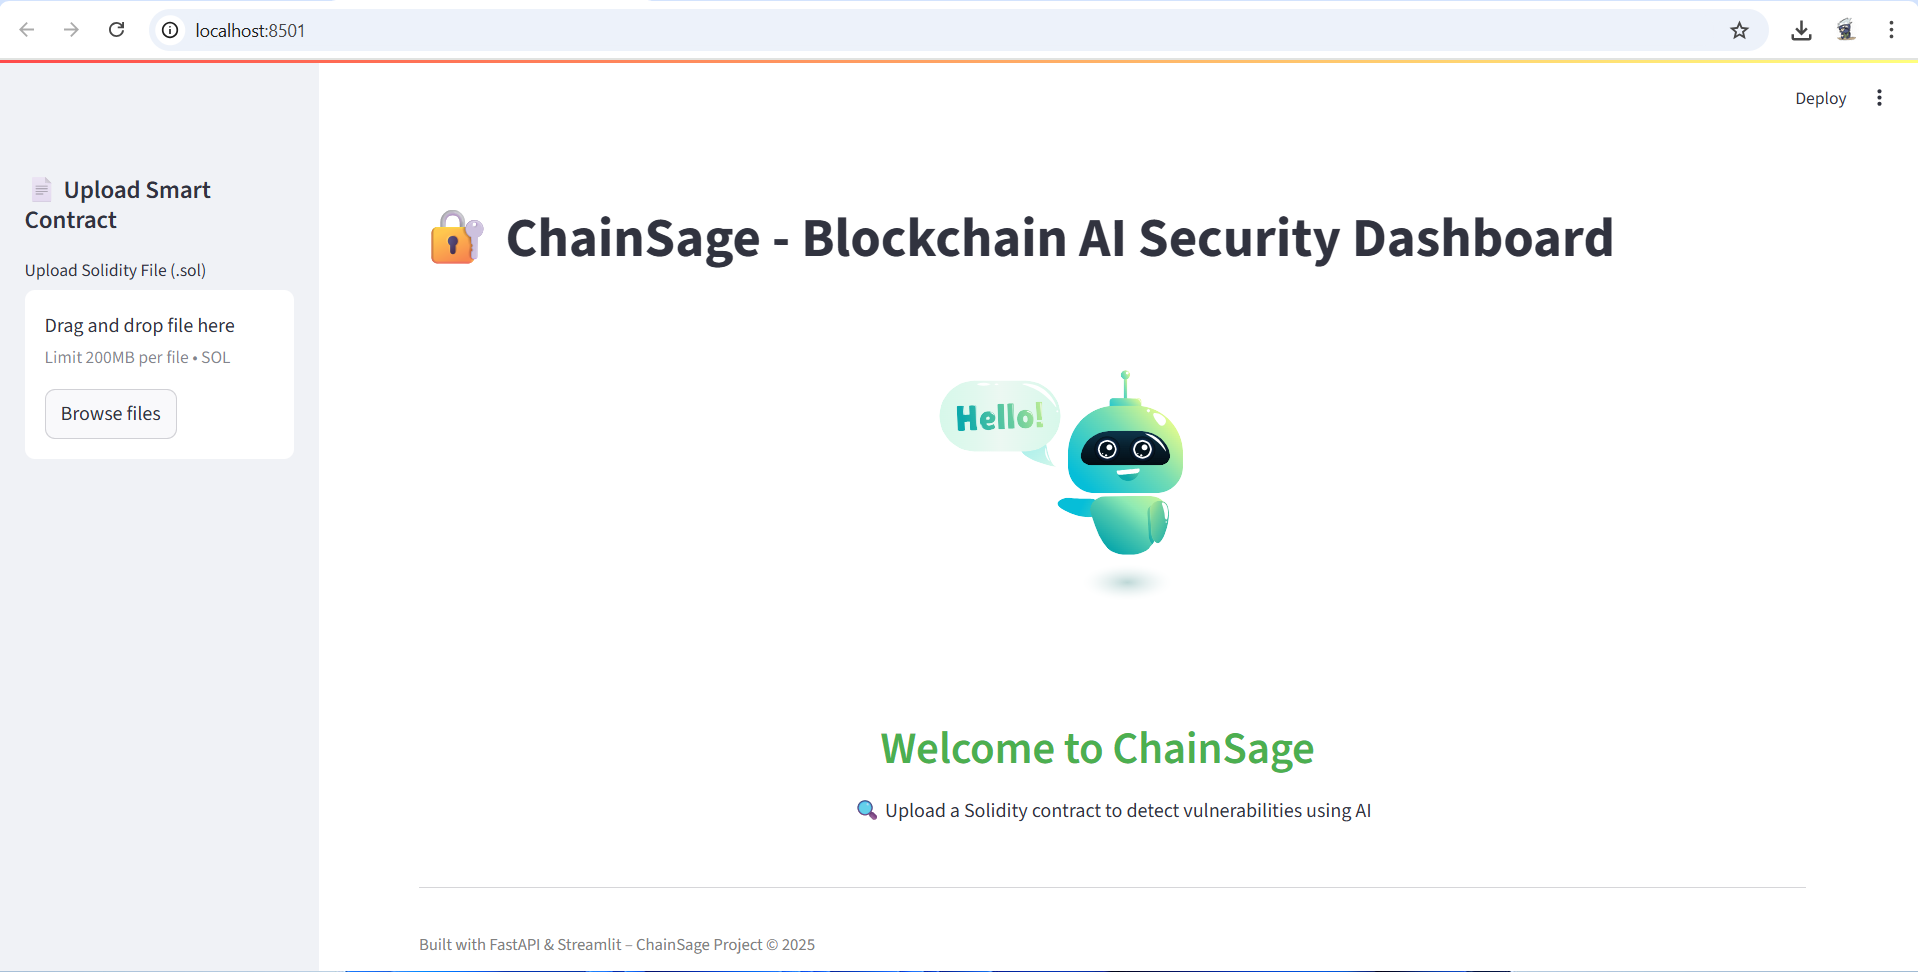 localhost:8501
Deploy
Upload Smart
Contract
Upload Solidity File (.sol)
Drag and drop file here
Limit 200MB per file • SOL
Browse files
ChainSage - Blockchain AI Security Dashboard
Hello!
Welcome to ChainSage
Upload a Solidity contract to detect vulnerabilities using AI
Built with FastAPI & Streamlit – ChainSage Project © 2025